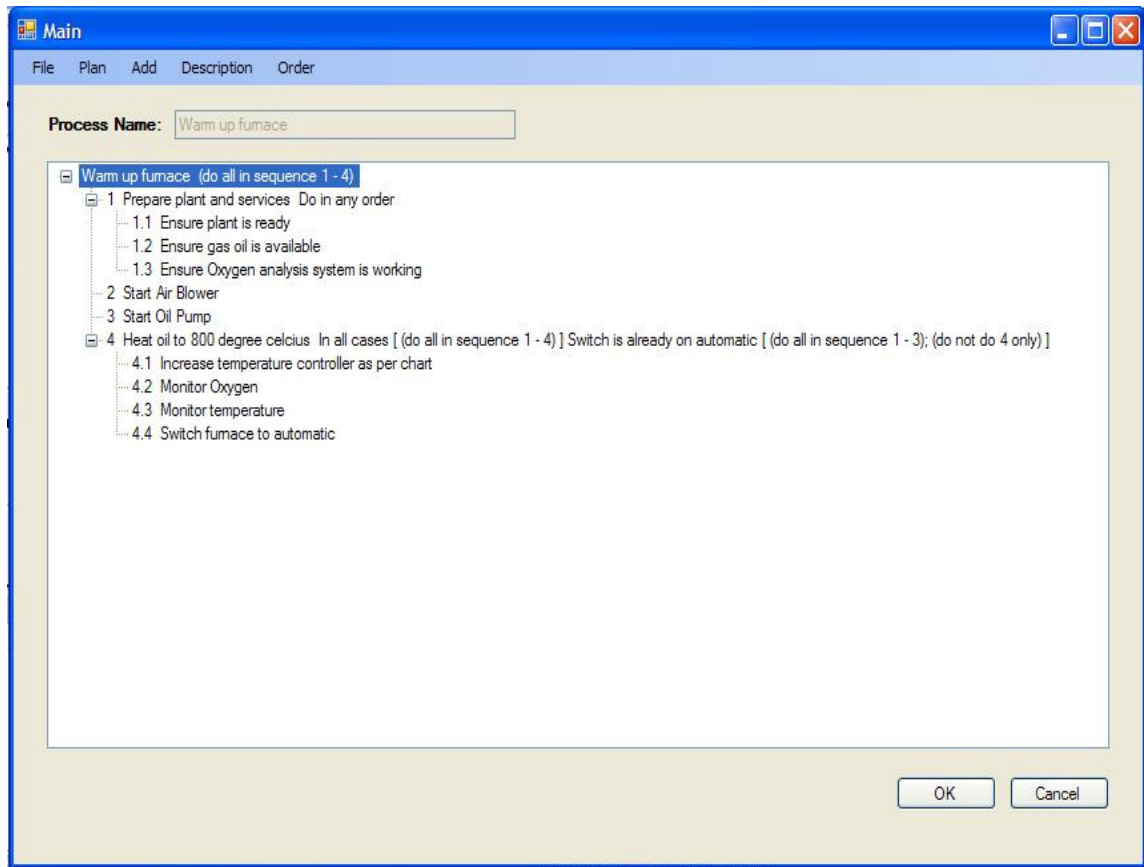 Main
File Plan Add Description Order
Process Name: Warm up furnace
Warm up furnace (do all in sequence 1 - 4)
1 Prepare plant and services Do in any order
1.1 Ensure plant is ready
1.2 Ensure gas oil is available
1.3 Ensure Oxygen analysis system is working
2 Start Air Blower
3 Start Oil Pump
4 Heat oil to 800 degree celcius In all cases [ (do all in sequence 1 - 4) ] Switch is already on automatic [ (do all in sequence 1 - 3); (do not do 4 only) ]
4.1 Increase temperature controller as per chart
4.2 Monitor Oxygen
4.3 Monitor temperature
4.4 Switch furnace to automatic
OK Cancel